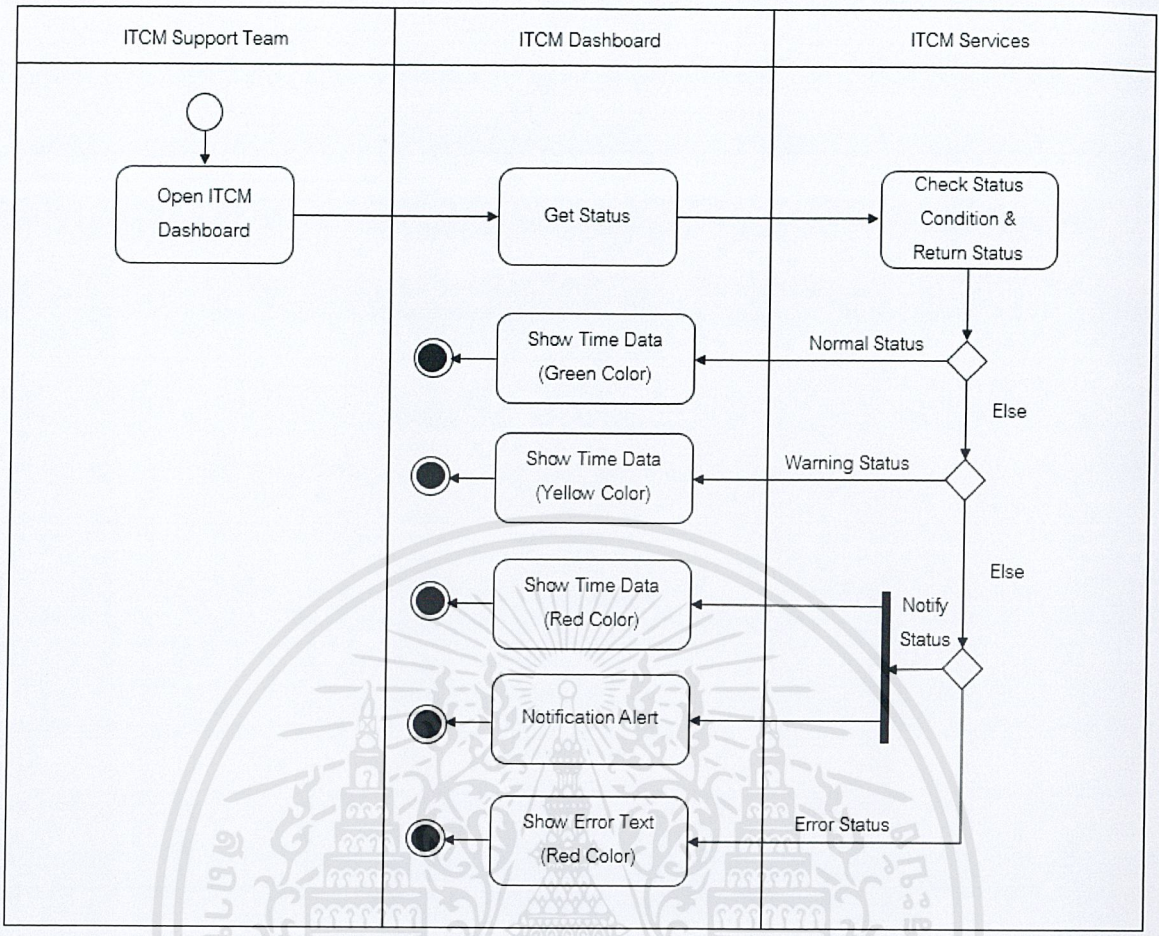 ITCM Support Team
ITCM Dashboard
ITCM Services
Open ITCM
Dashboard
Get Status
Check Status
Condition &
Return Status
Show Time Data
(Green Color)
Normal Status
Else
Show Time Data
(Yellow Color)
Warning Status
Else
Show Time Data
(Red Color)
Notify
Status
Notification Alert
Show Error Text
(Red Color)
Error Status